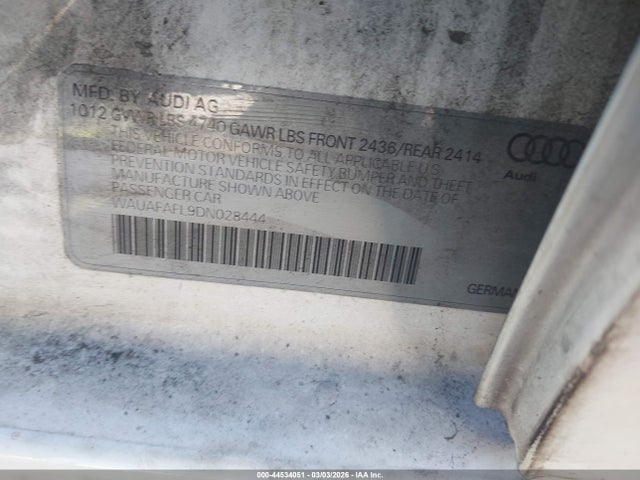 MFD. BY AUDI AG
1012 GVWR LBS 4740 GAWR LBS FRONT 2436/REAR 2414
THIS VEHICLE CONFORMS TO ALL APPLICABLE U.S.
FEDERAL MOTOR VEHICLE SAFETY BUMPER AND THEFT
PREVENTION STANDARDS IN EFFECT ON THE DATE OF
MANUFACTURE SHOWN ABOVE
PASSENGER CAR
WAUAFAFL9DN028444
Audi
GERMAN
000-44534051 | 03/03/2026 | IAA Inc.